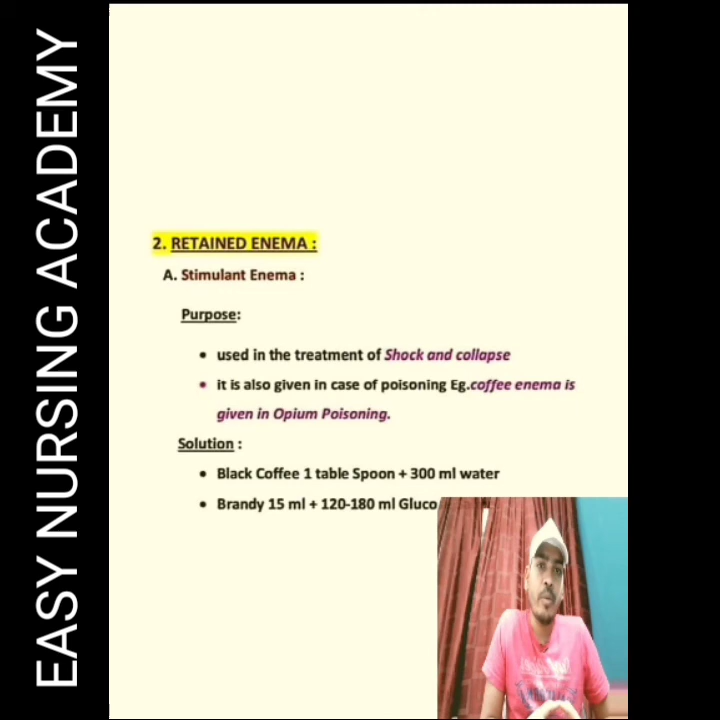 EASY NURSING ACADEMY
2. RETAINED ENEMA :
A. Stimulant Enema :
Purpose:
• used in the treatment of Shock and collapse
• it is also given in case of poisoning Eg.coffee enema is
given in Opium Poisoning.
Solution :
• Black Coffee 1 table Spoon + 300 ml water
• Brandy 15 ml + 120-180 ml Gluco